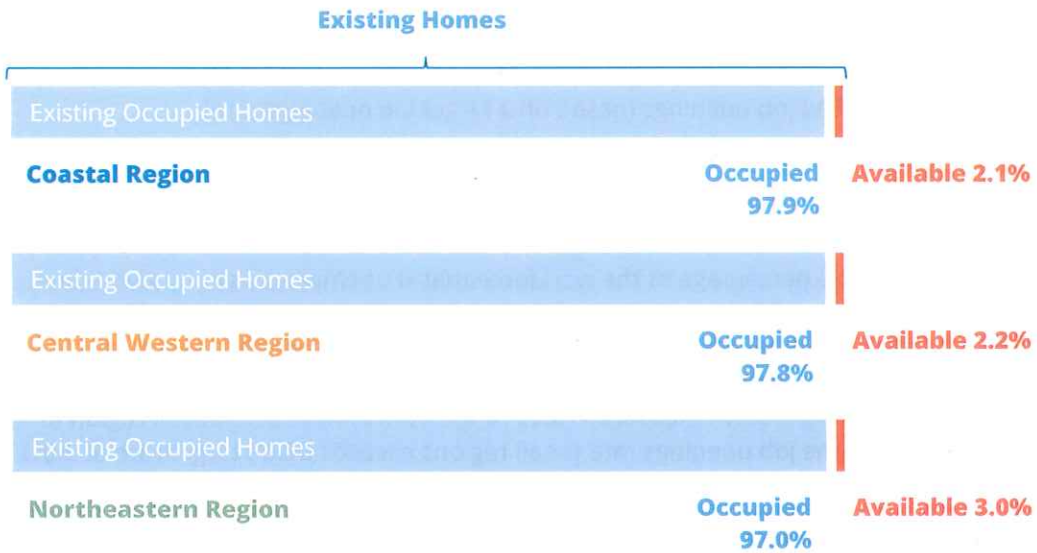 Existing Homes
Existing Occupied Homes
Coastal Region
Occupied
97.9%
Available 2.1%
Existing Occupied Homes
Central Western Region
Occupied
97.8%
Available 2.2%
Existing Occupied Homes
Northeastern Region
Occupied
97.0%
Available 3.0%